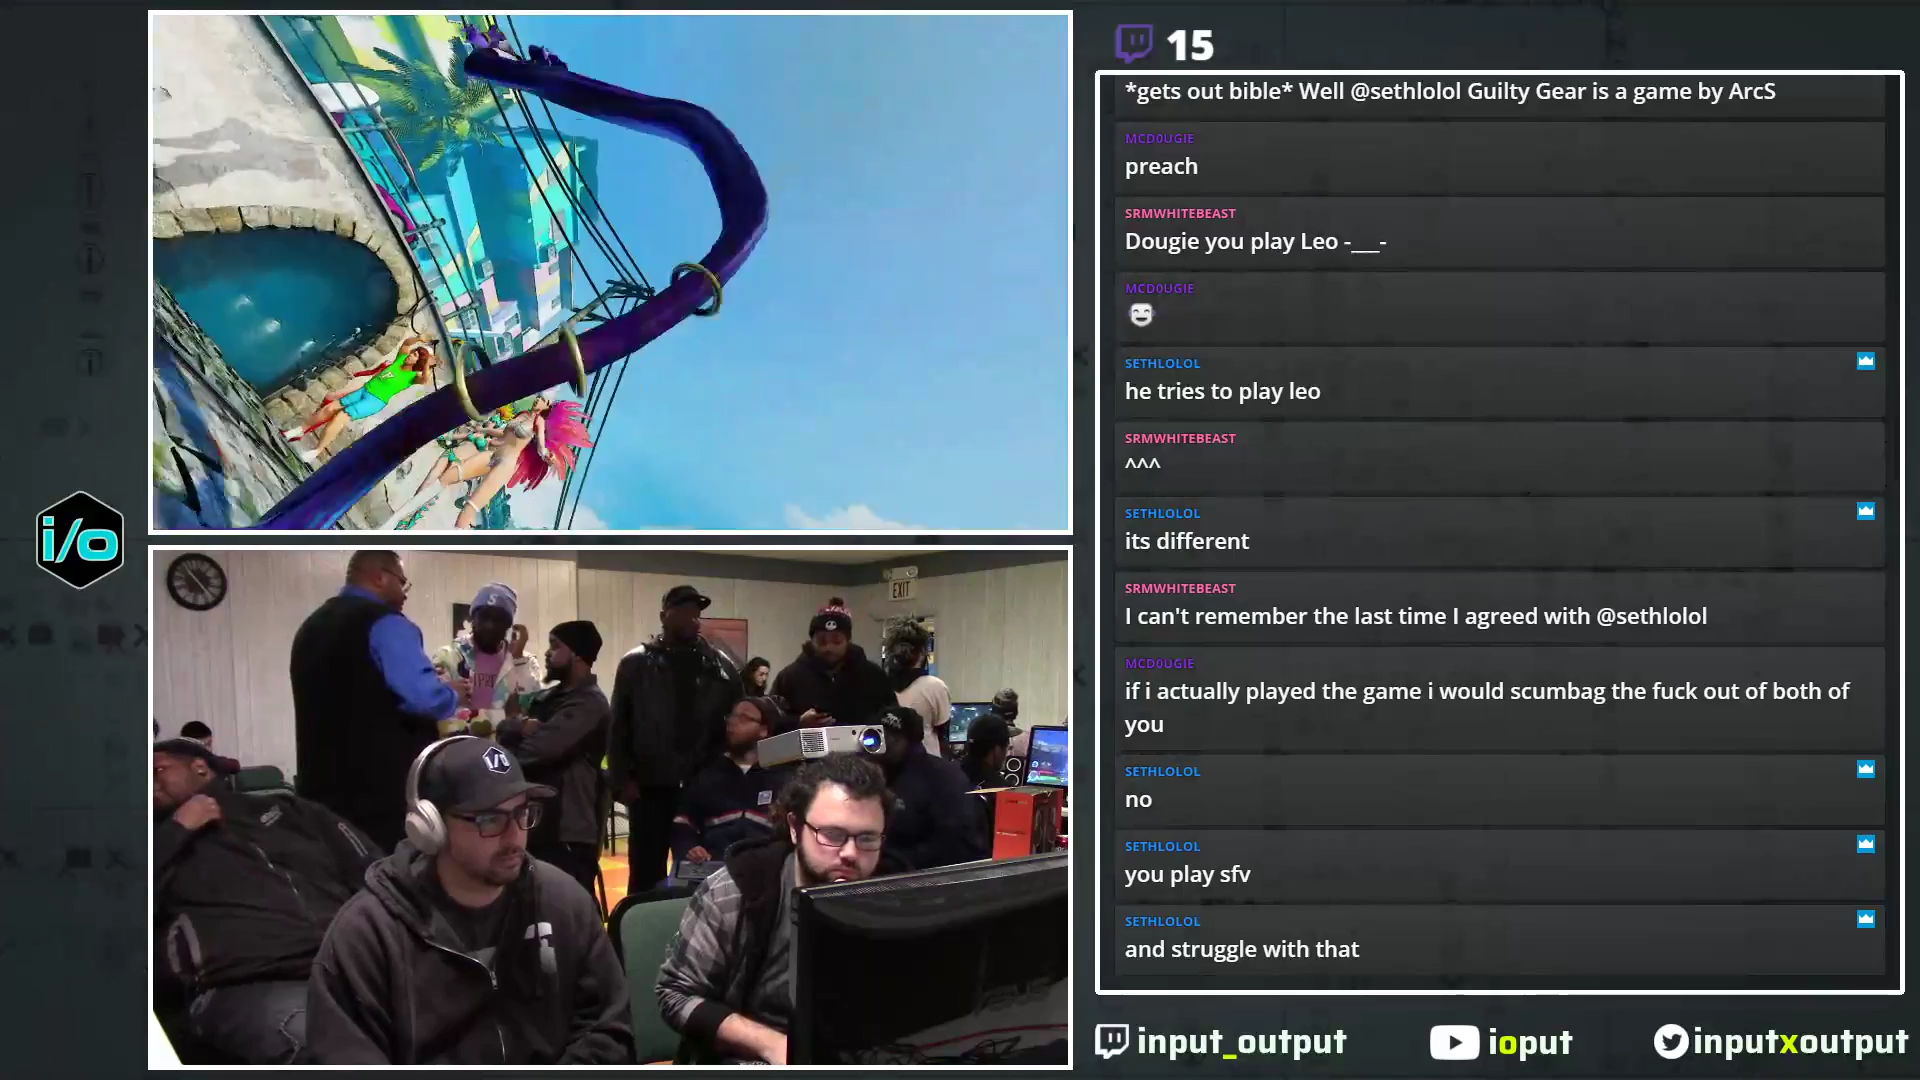 15
*gets out bible* Well @sethlolol Guilty Gear is a game by ArcS
MCD0UGIE
preach
SRMWHITEBEAST
Dougie you play Leo -___-
MCD0UGIE
SETHLOLOL
he tries to play leo
SRMWHITEBEAST
^^^
SETHLOLOL
its different
SRMWHITEBEAST
I can't remember the last time I agreed with @sethlolol
MCD0UGIE
if i actually played the game i would scumbag the fuck out of both of
you
SETHLOLOL
no
SETHLOLOL
you play sfv
SETHLOLOL
and struggle with that
i/o
EXIT
S
i/o
input_output
ioput
inputxoutput